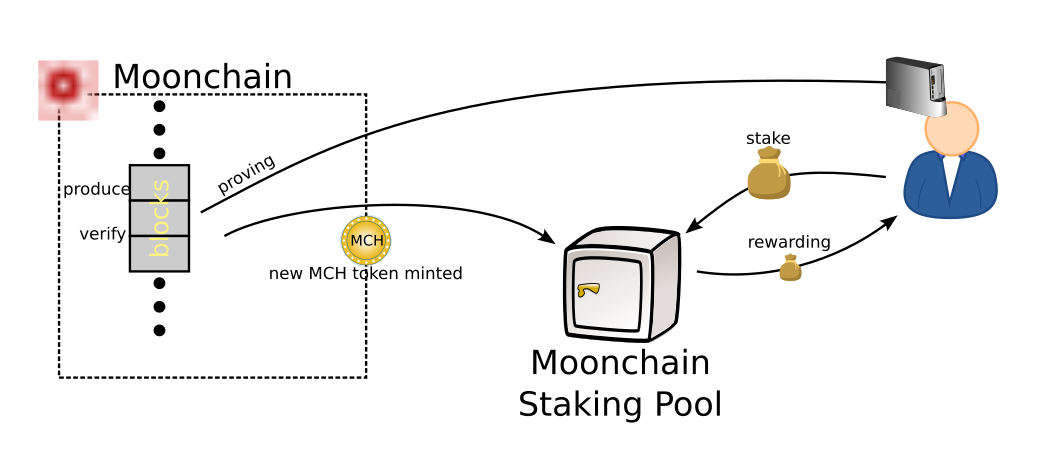 Moonchain
produce
verify
blocks
proving
MCH
new MCH token minted
stake
rewarding
Moonchain
Staking Pool